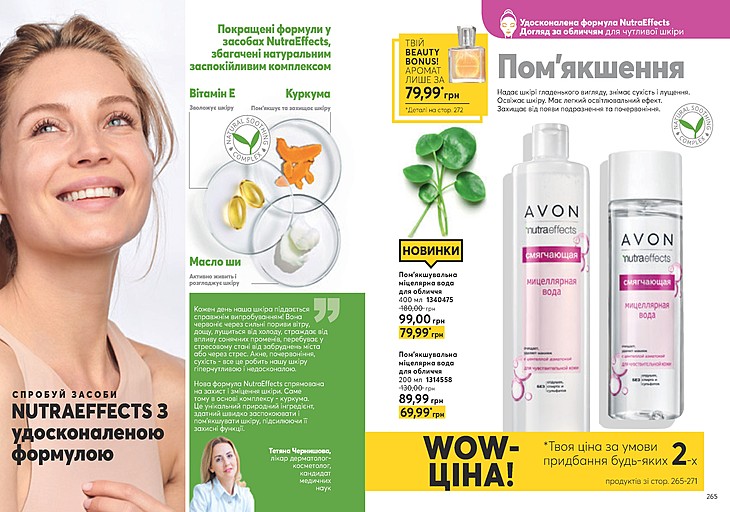 СПРОБУЙ ЗАСОБИ
NUTRAEFFECTS З
удосконаленою
формулою
Покращені формули у
засобах NutraEffects,
збагачені натуральним
заспокійливим комплексом
Вітамін Е
Зволожує шкіру
Куркума
Пом'якшує та захищає шкіру
NATURAL SOOTHING
COMPLEX
Масло ши
Активно живить і
розгладжує шкіру
Кожен день наша шкіра піддається
справжнім випробуванням! Вона
червоніє через сильні пориви вітру,
дощу, лущиться від холоду, страждає від
впливу сонячних променів, перебуває у
стресовому стані від забруднень міста
або через стрес. Акне, почервоніння,
сухість – все це робить нашу шкіру
гіперчутливою і недосконалою.
Нова формула NutraEffects спрямована
на захист і зміцнення шкіри. Саме
тому в основі комплексу - куркума.
Це унікальний природний інгредієнт,
здатний швидко заспокоювати і
пом'якшувати шкіру, підсилюючи її
захисні функції.
Тетяна Чернишова,
лікар дерматолог-
косметолог,
кандидат
медичних
наук
ТВІЙ
BEAUTY
BONUS!
АРОМАТ
ЛИШЕ ЗА
79,99* грн
*Деталі на стор. 272
Удосконалена формула NutraEffects
Догляд за обличчям для чутливої шкіри
Пом'якшення
Надає шкірі гладенького вигляду, знімає сухість і лущення.
Освіжає шкіру. Має легкий освітлювальний ефект.
Захищає від появи подразнення та почервоніння.
NATURAL SOOTHING
COMPLEX
НОВИНКИ
Пом'якшувальна
міцелярна вода
для обличчя
400 мл 1340475
180,00 грн
99,00 грн
79,99* грн
Пом'якшувальна
міцелярна вода
для обличчя
200 мл 1314558
130,00 грн
89,99 грн
69,99* грн
AVON
nutraeffects
смягчающая
мицеллярная
вода
AVON
nutraeffects
смягчающая
мицеллярная
вода
WOW-
ЦІНА!
*Твоя ціна за умови
придбання будь-яких 2-х
продуктів зі стор. 265-271
265